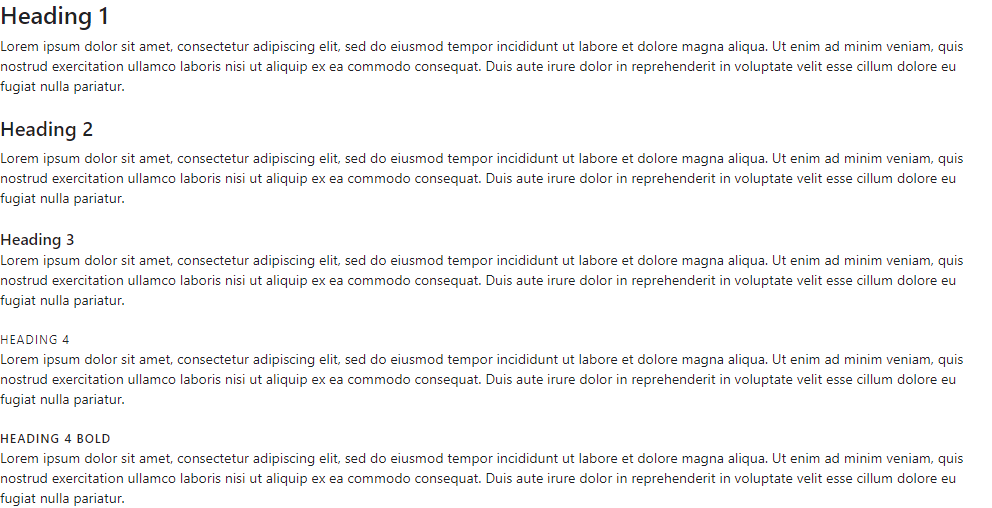 Heading 1
Lorem ipsum dolor sit amet, consectetur adipiscing elit, sed do eiusmod tempor incididunt ut labore et dolore magna aliqua. Ut enim ad minim veniam, quis
nostrud exercitation ullamco laboris nisi ut aliquip ex ea commodo consequat. Duis aute irure dolor in reprehenderit in voluptate velit esse cillum dolore eu
fugiat nulla pariatur.
Heading 2
Lorem ipsum dolor sit amet, consectetur adipiscing elit, sed do eiusmod tempor incididunt ut labore et dolore magna aliqua. Ut enim ad minim veniam, quis
nostrud exercitation ullamco laboris nisi ut aliquip ex ea commodo consequat. Duis aute irure dolor in reprehenderit in voluptate velit esse cillum dolore eu
fugiat nulla pariatur.
Heading 3
Lorem ipsum dolor sit amet, consectetur adipiscing elit, sed do eiusmod tempor incididunt ut labore et dolore magna aliqua. Ut enim ad minim veniam, quis
nostrud exercitation ullamco laboris nisi ut aliquip ex ea commodo consequat. Duis aute irure dolor in reprehenderit in voluptate velit esse cillum dolore eu
fugiat nulla pariatur.
HEADING 4
Lorem ipsum dolor sit amet, consectetur adipiscing elit, sed do eiusmod tempor incididunt ut labore et dolore magna aliqua. Ut enim ad minim veniam, quis
nostrud exercitation ullamco laboris nisi ut aliquip ex ea commodo consequat. Duis aute irure dolor in reprehenderit in voluptate velit esse cillum dolore eu
fugiat nulla pariatur.
HEADING 4 BOLD
Lorem ipsum dolor sit amet, consectetur adipiscing elit, sed do eiusmod tempor incididunt ut labore et dolore magna aliqua. Ut enim ad minim veniam, quis
nostrud exercitation ullamco laboris nisi ut aliquip ex ea commodo consequat. Duis aute irure dolor in reprehenderit in voluptate velit esse cillum dolore eu
fugiat nulla pariatur.